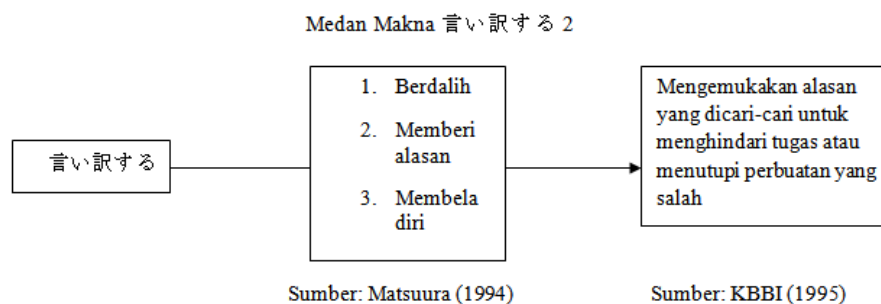 Medan Makna 言い訳する 2
言い訳する
1. Berdalih
2. Memberi
alasan
3. Membela
diri
Mengemukakan alasan
yang dicari-cari untuk
menghindari tugas atau
menutupi perbuatan yang
salah
Sumber: Matsuura (1994)
Sumber: KBBI (1995)